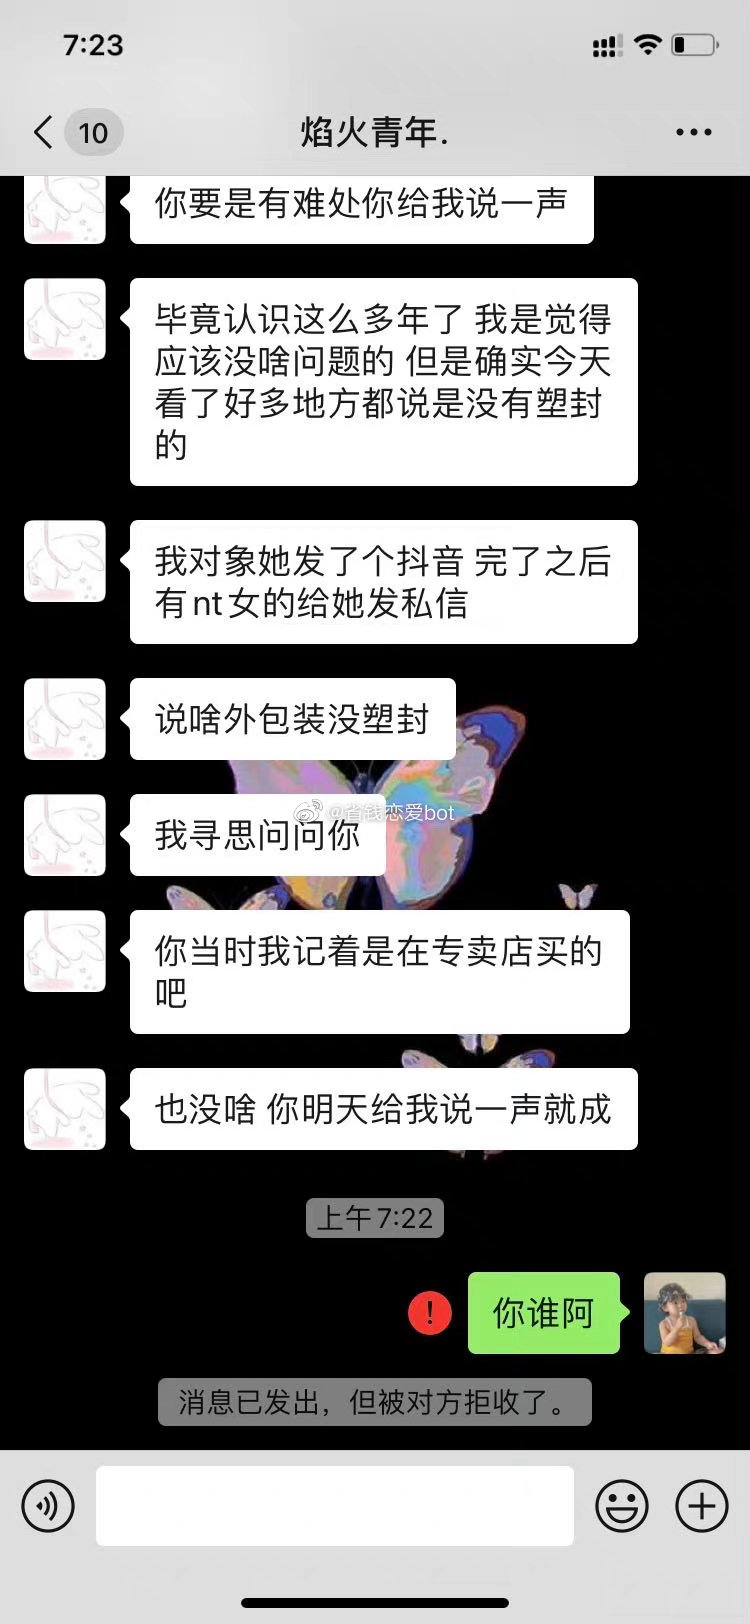 7:23
10
焰火青年.
你要是有难处你给我说一声
毕竟认识这么多年了 我是觉得
应该没啥问题的 但是确实今天
看了好多地方都说是没有塑封
的
我对象她发了个抖音 完了之后
有nt女的给她发私信
说啥外包装没塑封
@省钱恋爱bot
我寻思问问你
你当时我记着是在专卖店买的
吧
也没啥 你明天给我说一声就成
上午 7:22
你谁阿
消息已发出，但被对方拒收了。